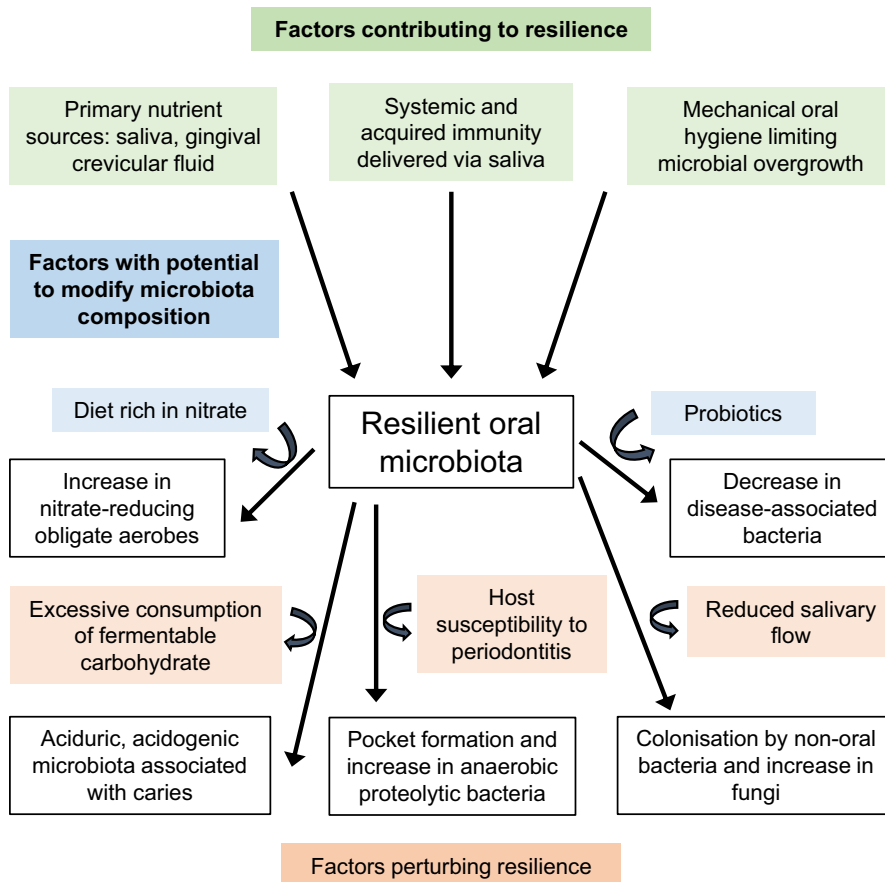 Factors contributing to resilience
Primary nutrient
sources: saliva, gingival
crevicular fluid
Systemic and
acquired immunity
delivered via saliva
Mechanical oral
hygiene limiting
microbial overgrowth
Factors with potential
to modify microbiota
composition
Diet rich in nitrate
Resilient oral
microbiota
Probiotics
Increase in
nitrate-reducing
obligate aerobes
Decrease in
disease-associated
bacteria
Excessive consumption
of fermentable
carbohydrate
Host
susceptibility to
periodontitis
Reduced salivary
flow
Aciduric, acidogenic
microbiota associated
with caries
Pocket formation and
increase in anaerobic
proteolytic bacteria
Colonisation by non-oral
bacteria and increase in
fungi
Factors perturbing resilience